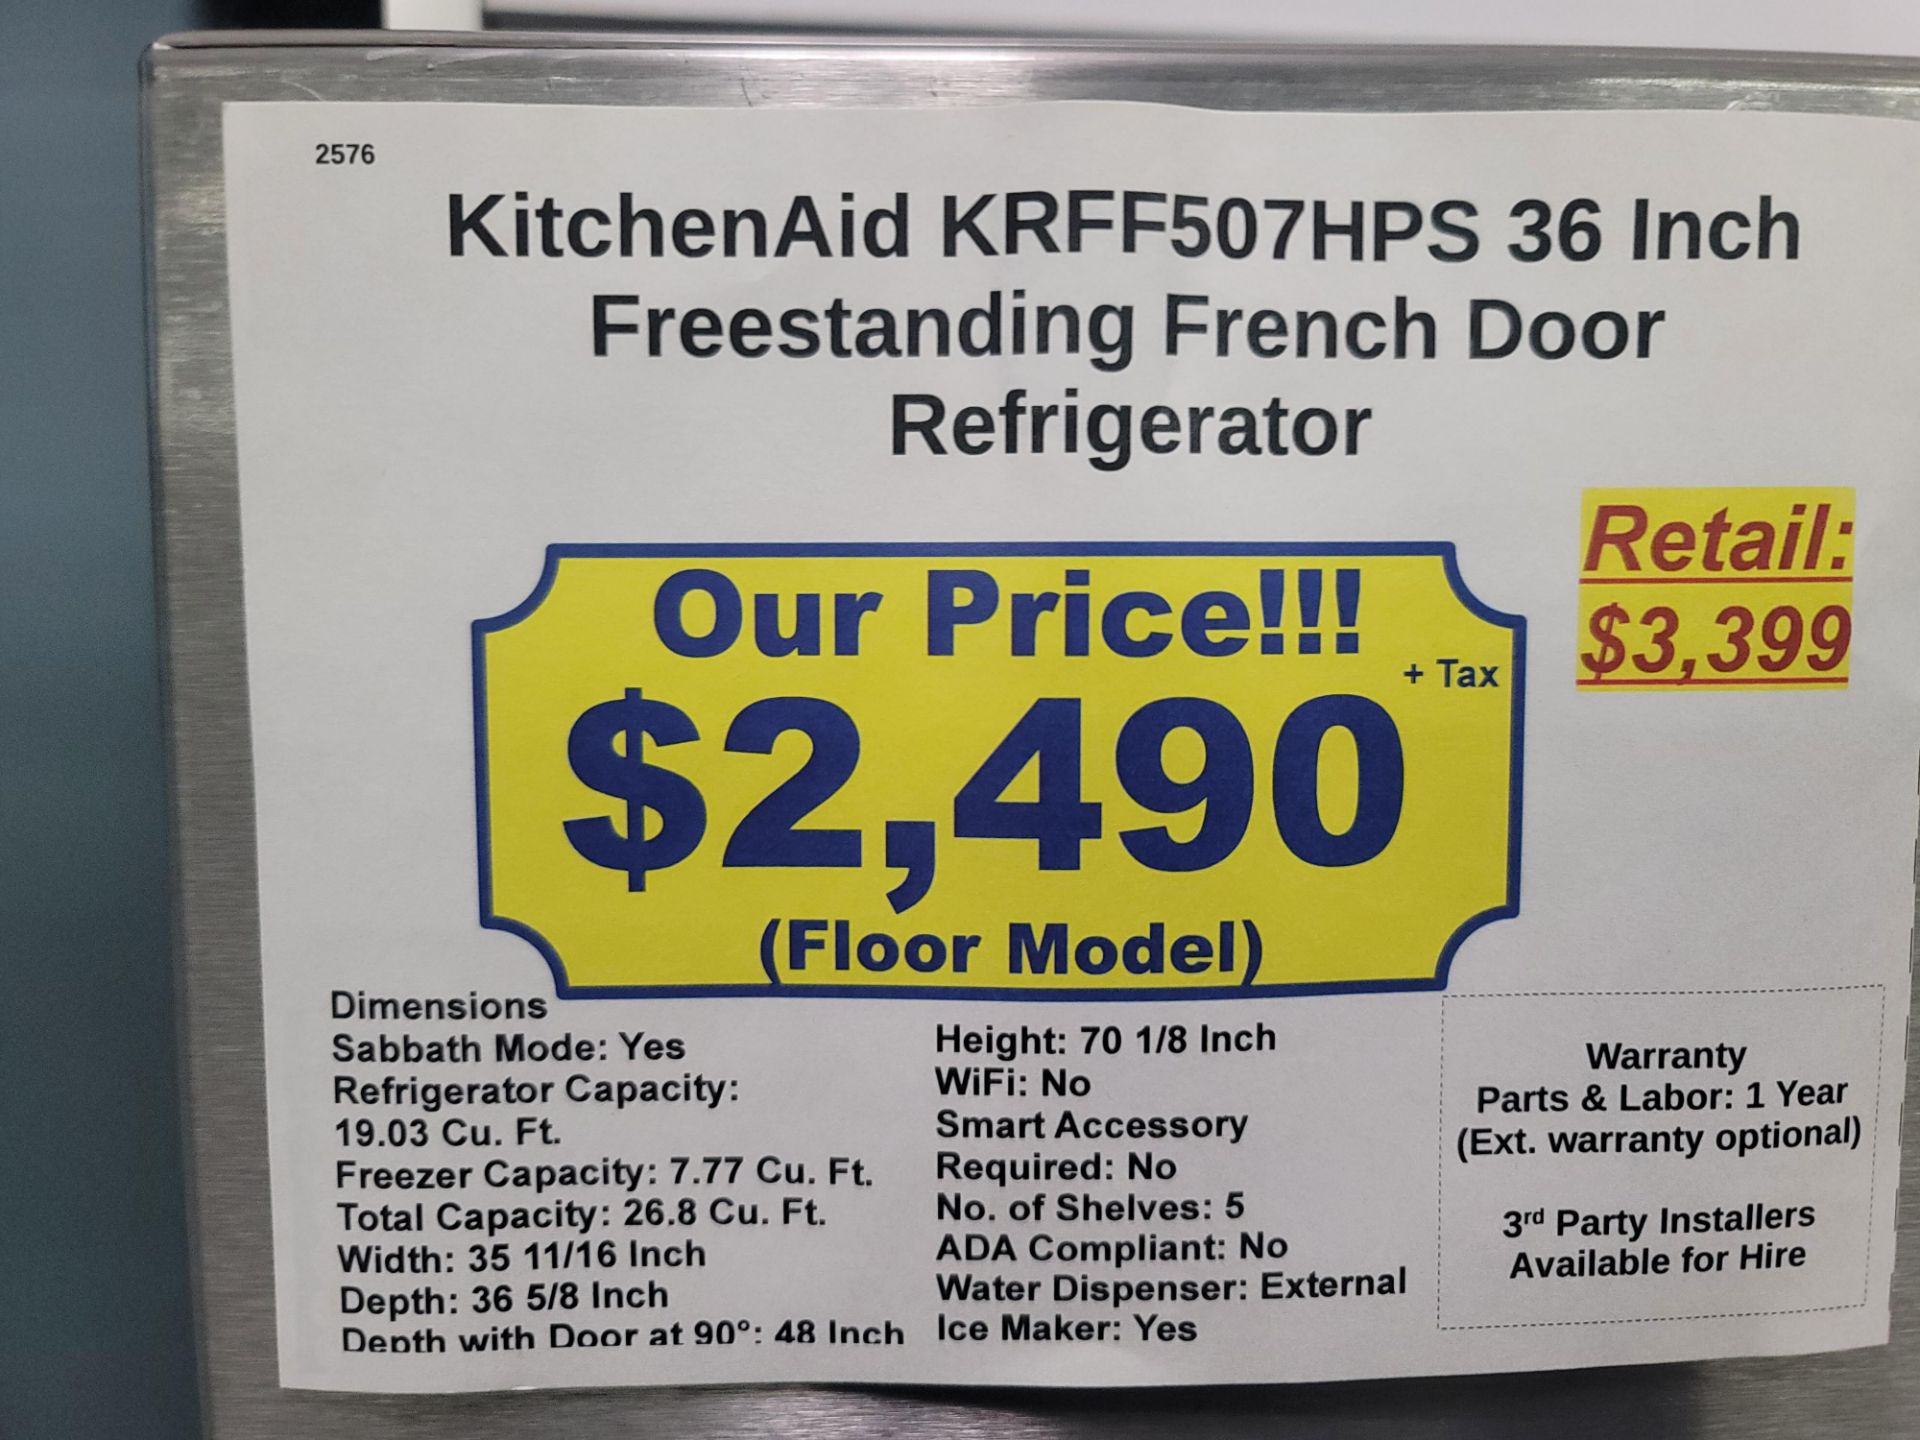 2576
KitchenAid KRFF507HPS 36 Inch
Freestanding French Door
Refrigerator
Retail:
$3,399
Our Price!!!
+ Tax
$2,490
(Floor Model)
Dimensions
Sabbath Mode: Yes
Refrigerator Capacity:
19.03 Cu. Ft.
Freezer Capacity: 7.77 Cu. Ft.
Total Capacity: 26.8 Cu. Ft.
Width: 35 11/16 Inch
Depth: 36 5/8 Inch
Depth with Door at 90°: 48 Inch
Height: 70 1/8 Inch
WiFi: No
Smart Accessory
Required: No
No. of Shelves: 5
ADA Compliant: No
Water Dispenser: External
Ice Maker: Yes
Warranty
Parts & Labor: 1 Year
(Ext. warranty optional)
3rd Party Installers
Available for Hire